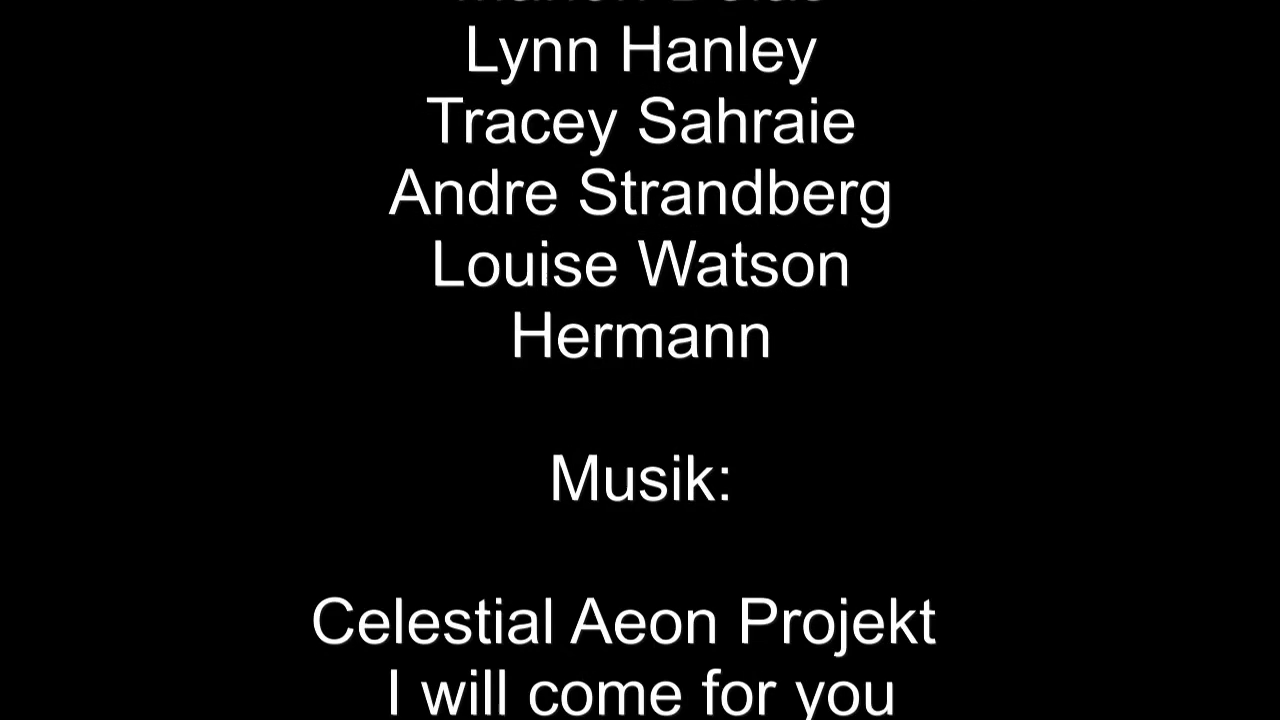 Lynn Hanley
Tracey Sahraie
Andre Strandberg
Louise Watson
Hermann
Musik:
Celestial Aeon Projekt
I will come for you